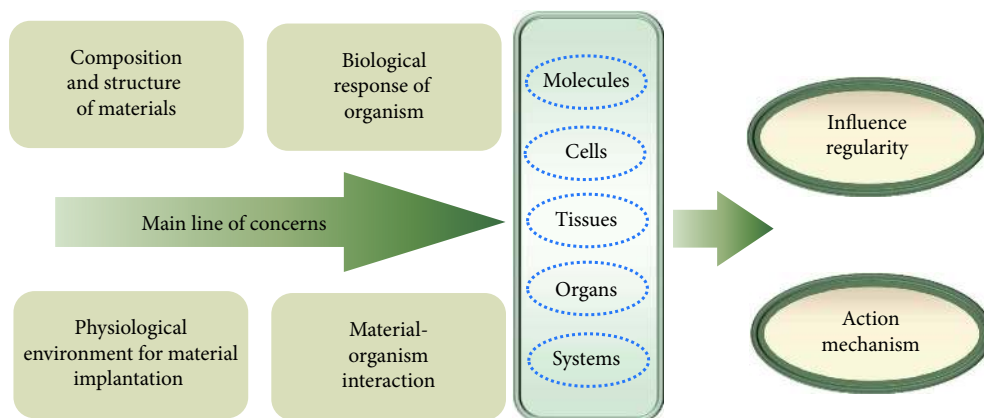 Composition
and structure
of materials
Biological
response of
organism
Main line of concerns
Physiological
environment for material
implantation
Material-
organism
interaction
Molecules
Cells
Tissues
Organs
Systems
Influence
regularity
Action
mechanism